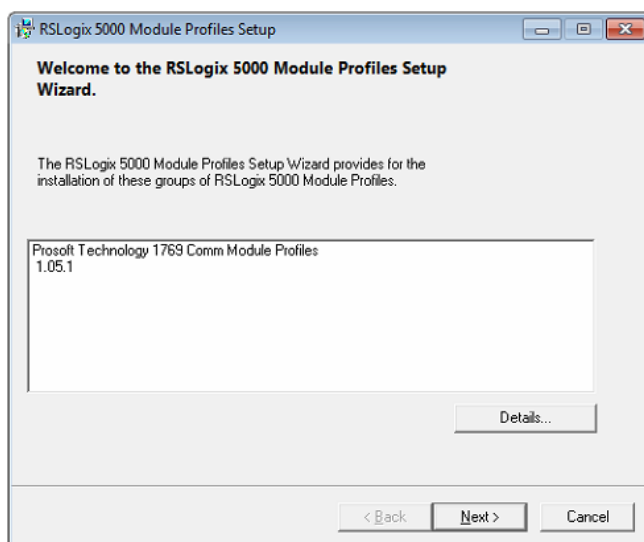 RSLogix 5000 Module Profiles Setup
Welcome to the RSLogix 5000 Module Profiles Setup
Wizard.
The RSLogix 5000 Module Profiles Setup Wizard provides for the
installation of these groups of RSLogix 5000 Module Profiles.
Prosoft Technology 1769 Comm Module Profiles
1.05.1
Details...
< Back
Next >
Cancel